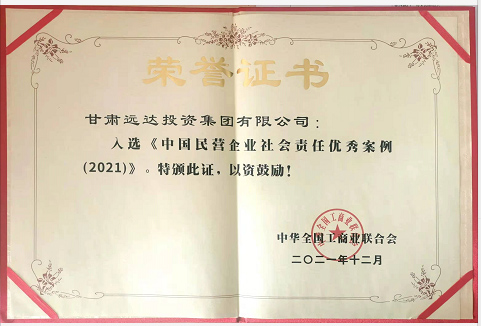 荣誉证书
甘肃远达投资集团有限公司：
入选《中国民营企业社会责任优秀案例
(2021)》。特颁此证，以资鼓励！
中华全国工商业联合会
二〇二一年十二月